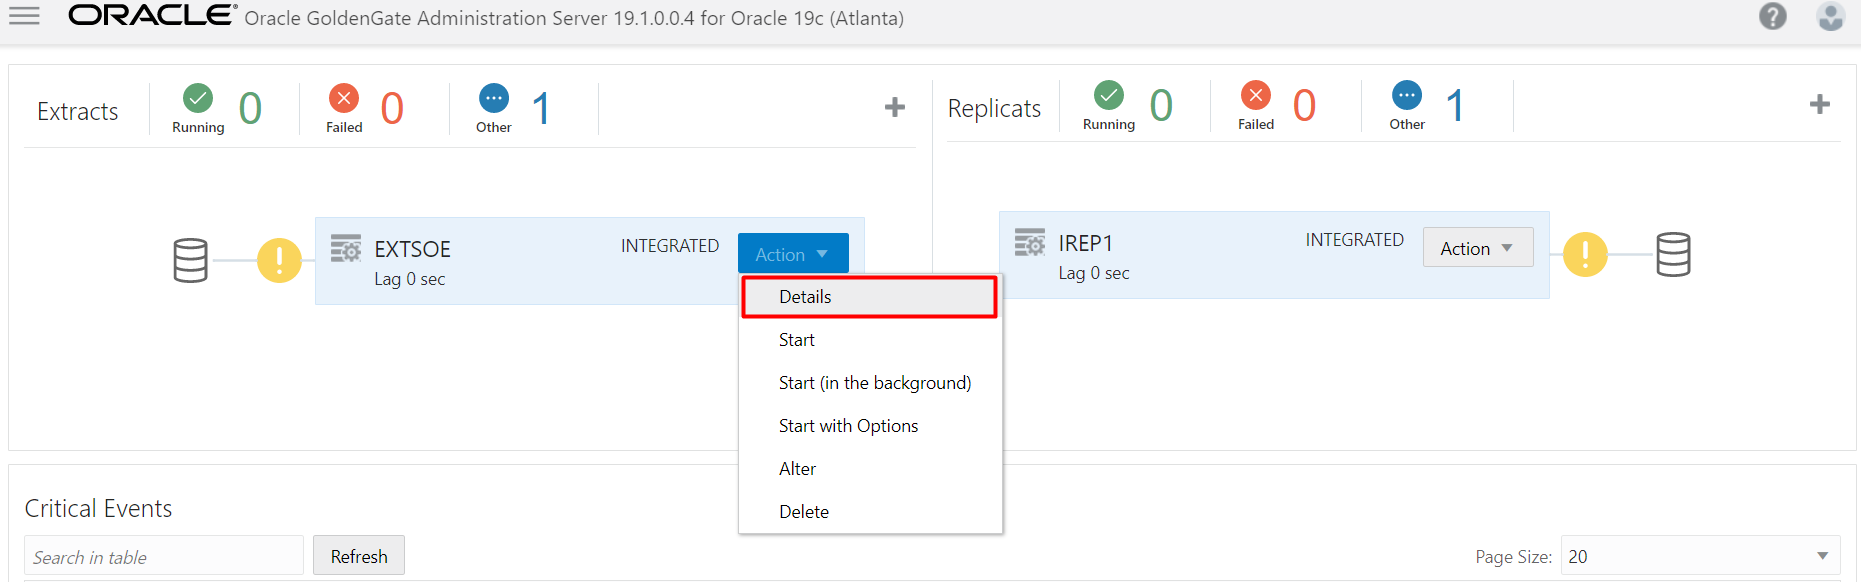 ORACLE® Oracle GoldenGate Administration Server 19.1.0.0.4 for Oracle 19c (Atlanta)
?
Extracts
Running 0
Failed 0
Other 1
+
EXTSOE
Lag 0 sec
INTEGRATED
Action
Details
Start
Start (in the background)
Start with Options
Alter
Delete
Replicats
Running 0
Failed 0
Other 1
+
IREP1
Lag 0 sec
INTEGRATED
Action
Critical Events
Search in table
Refresh
Page Size: 20